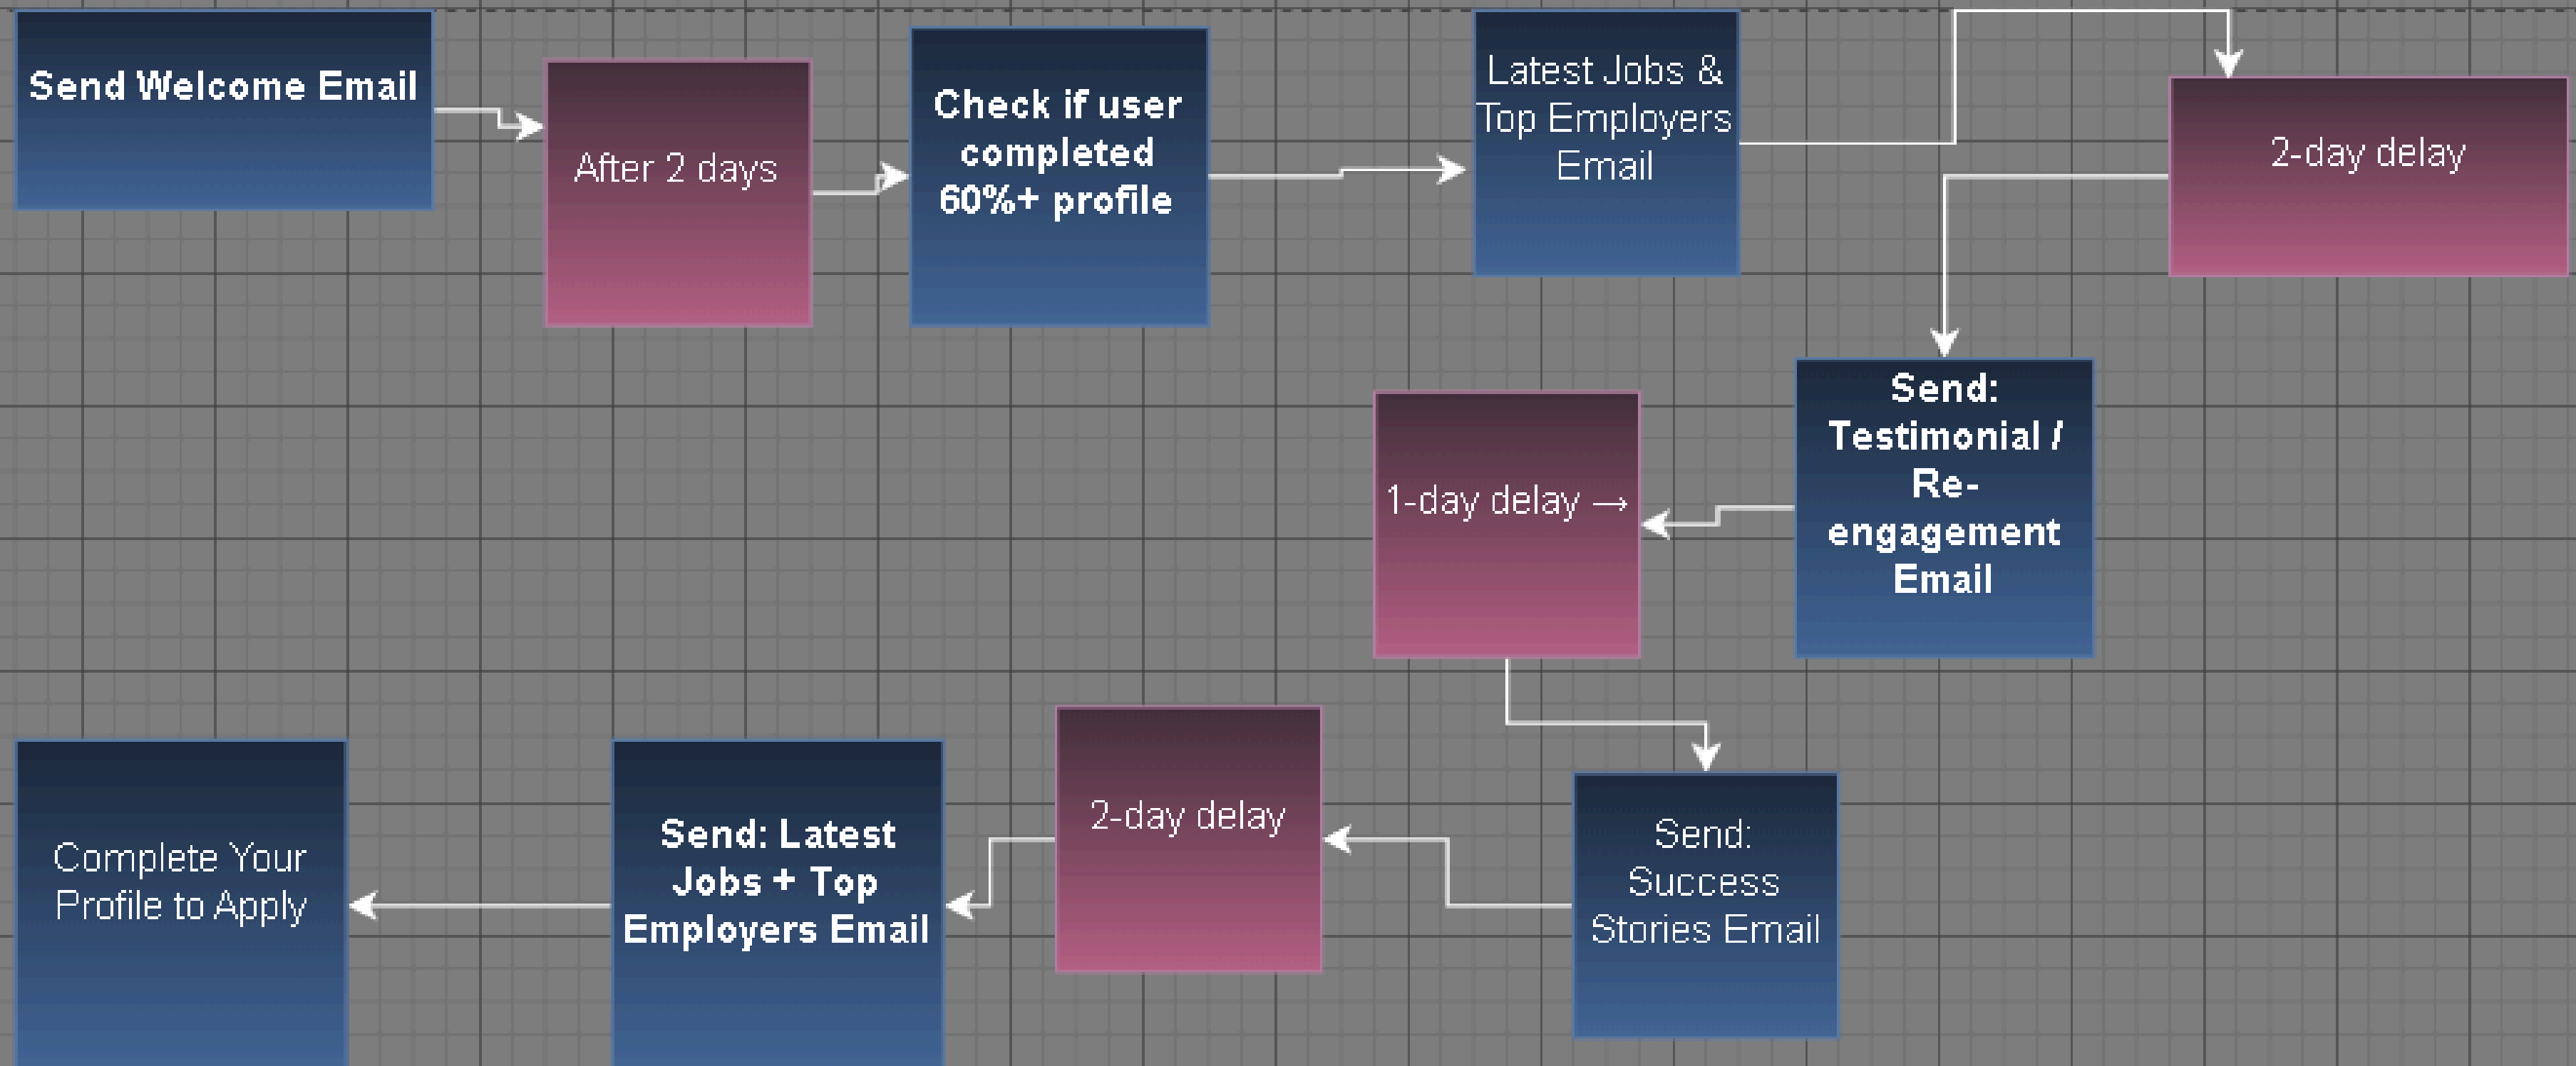 Send Welcome Email
After 2 days
Check if user
completed
60%+ profile
Latest Jobs &
Top Employers
Email
2-day delay
Send:
Testimonial /
Re-
engagement
Email
1-day delay →
Send:
Success
Stories Email
2-day delay
Send: Latest
Jobs + Top
Employers Email
Complete Your
Profile to Apply